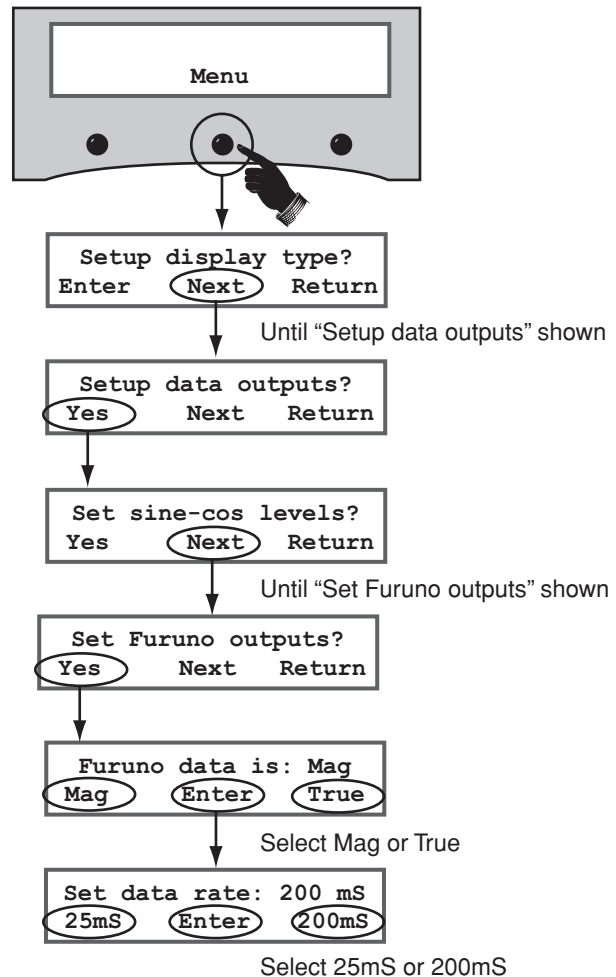 Menu
Setup display type?
Enter Next Return
Until “Setup data outputs” shown
Setup data outputs?
Yes Next Return
Set sine-cos levels?
Yes Next Return
Until “Set Furuno outputs” shown
Set Furuno outputs?
Yes Next Return
Furuno data is: Mag
Mag Enter True
Select Mag or True
Set data rate: 200 mS
25mS Enter 200mS
Select 25mS or 200mS